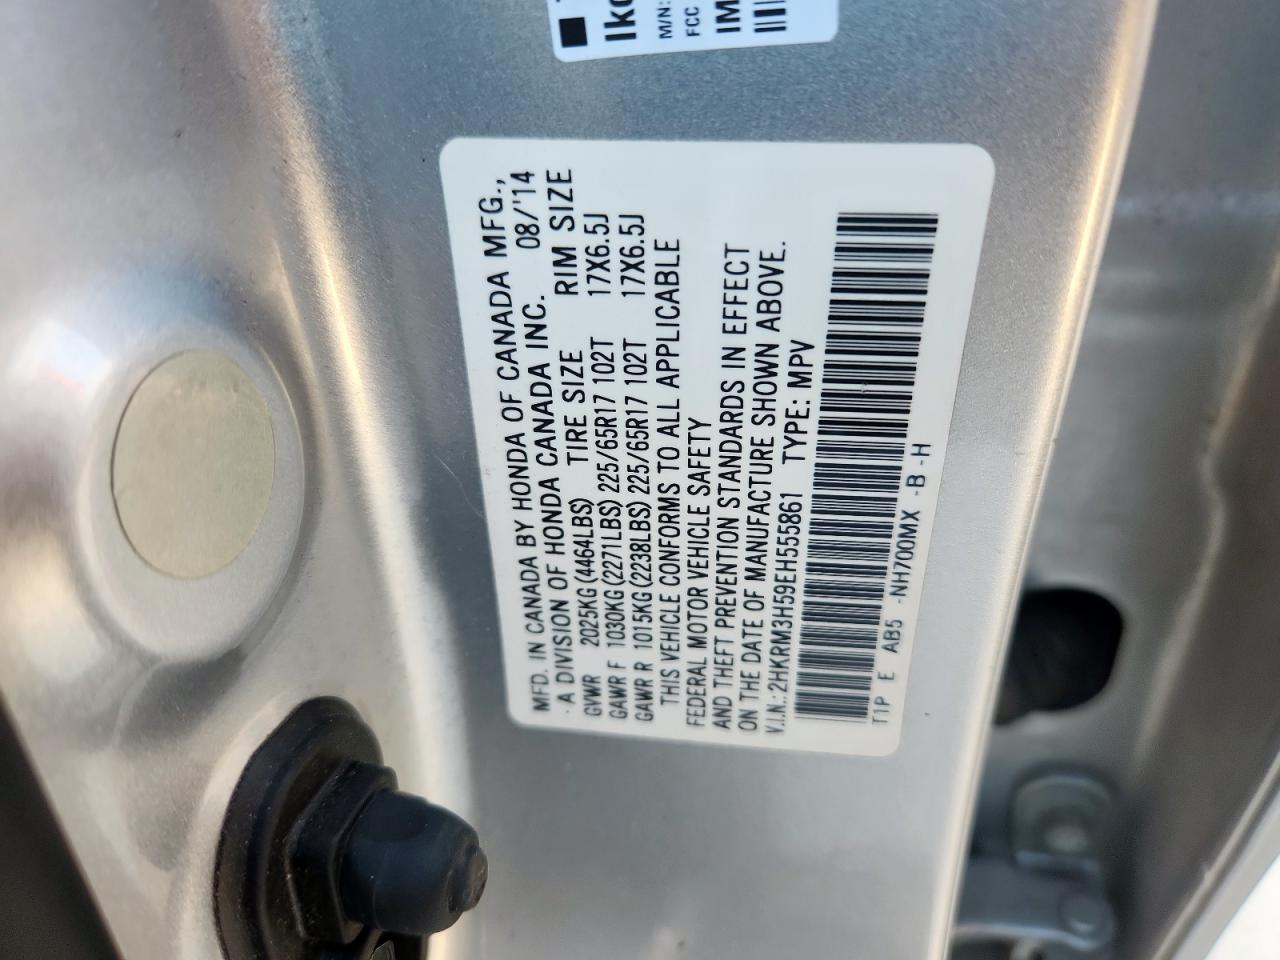 MFD. IN CANADA BY HONDA OF CANADA MFG.,
A DIVISION OF HONDA CANADA INC. 08/'14
GVWR 2025KG(4464LBS) TIRE SIZE RIM SIZE
GAWR F 1030KG(2271LBS) 225/65R17 102T 17X6.5J
GAWR R 1015KG(2238LBS) 225/65R17 102T 17X6.5J
THIS VEHICLE CONFORMS TO ALL APPLICABLE
FEDERAL MOTOR VEHICLE SAFETY
AND THEFT PREVENTION STANDARDS IN EFFECT
ON THE DATE OF MANUFACTURE SHOWN ABOVE.
V.I.N.: 2HKRM3H59EH555861 TYPE: MPV
T1P E AB5 -NH700MX -B -H
M/N:
FCC